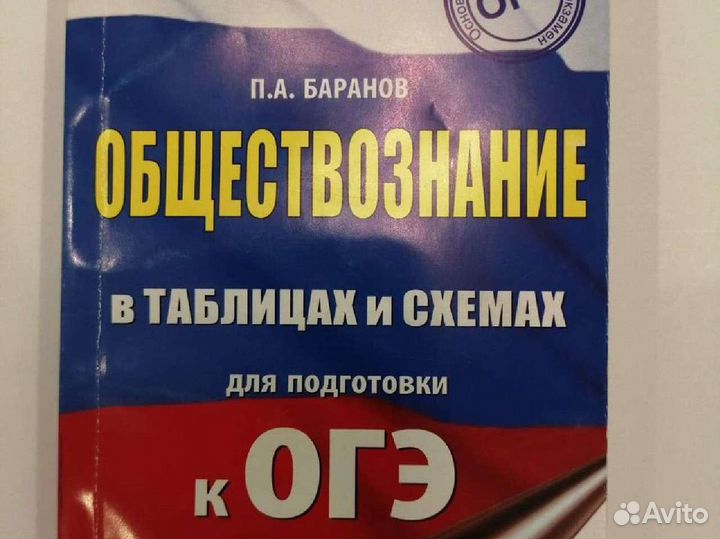 П.А. БАРАНОВ
ОБЩЕСТВОЗНАНИЕ
в ТАБЛИЦАХ и СХЕМАХ
для подготовки
к ОГЭ
Avito